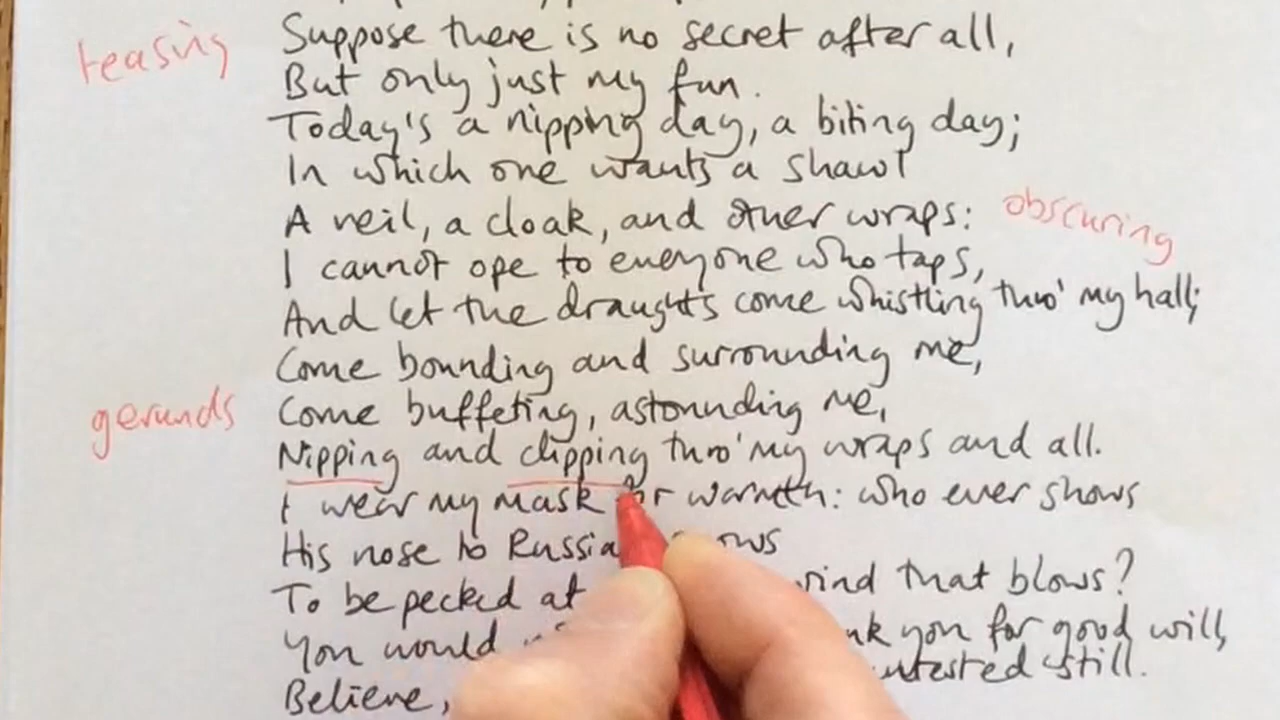 teasing
Suppose there is no secret after all,
But only just my fun.
Today's a nipping day, a biting day;
In which one wants a shawl
A veil, a cloak, and other wraps:
obscuring
I cannot ope to everyone who taps,
And let the draughts come whistling thro' my hall;
Come bounding and surrounding me,
gerunds
Come buffeting, astounding me,
Nipping and clipping thro' my wraps and all.
I wear my mask for warmth: who ever shows
His nose to Russia
To be pecked at wind that blows?
You would you for good will,
Believe, still.